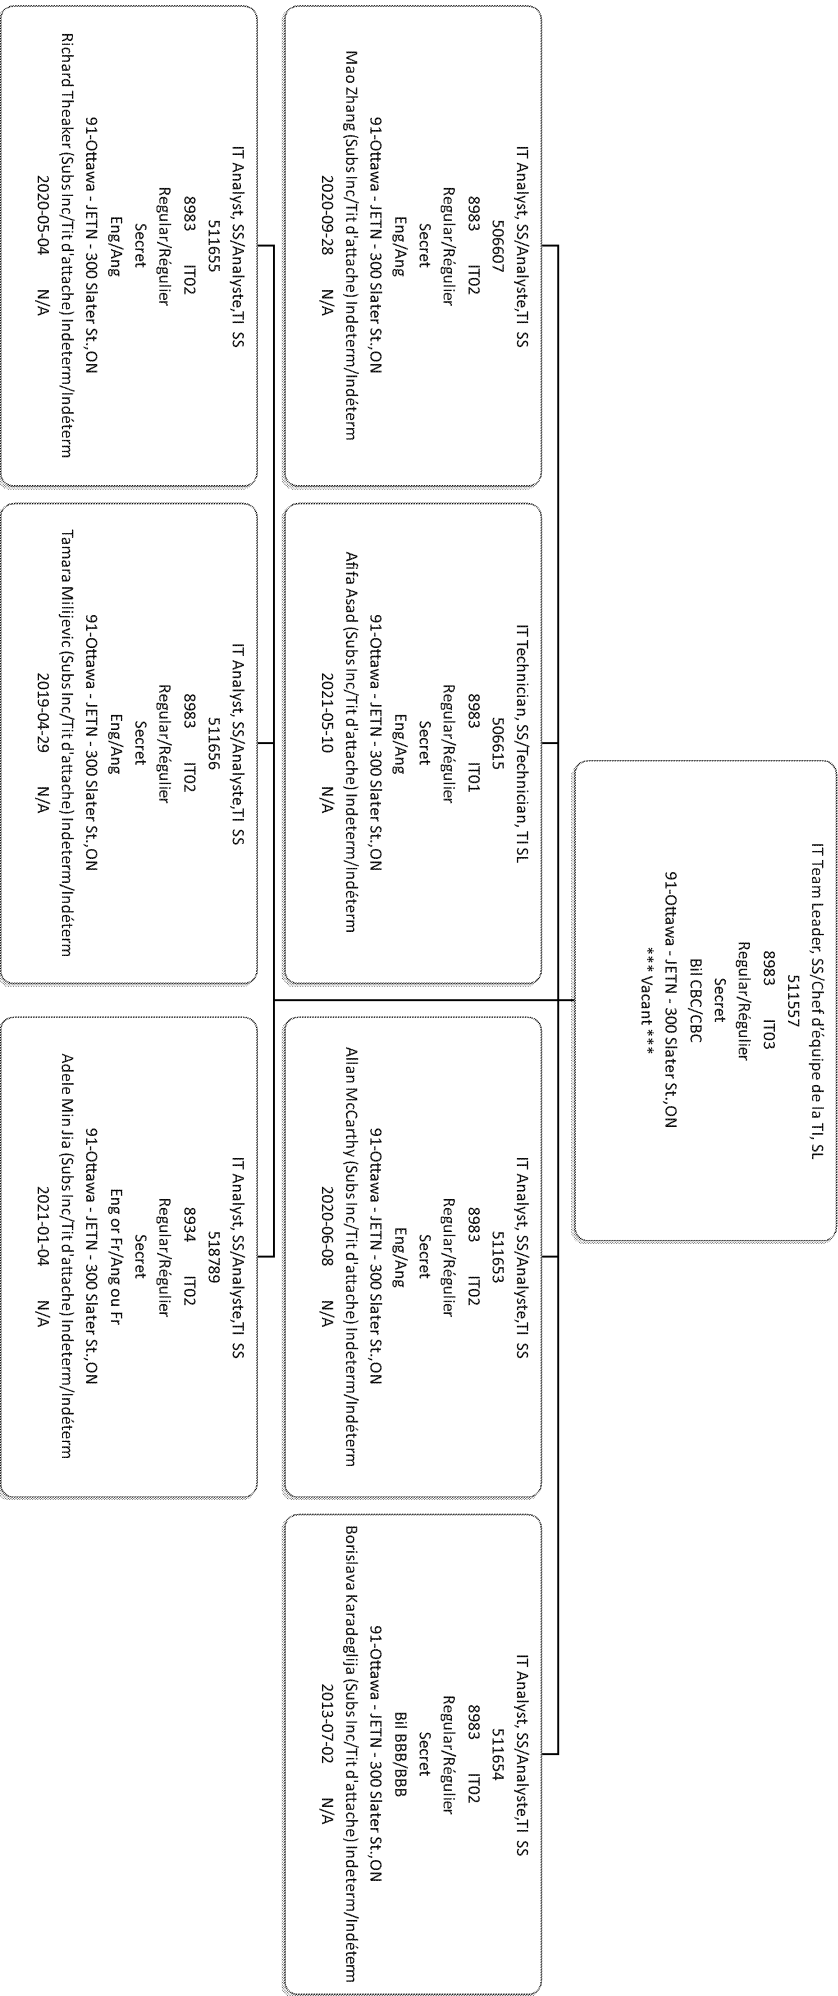 IT Team Leader, SS/Chef d'équipe de la TI, SL
511557
8983 IT03
Regular/Régulier
Secret
Bil CBC/CBC
91-Ottawa - JETN - 300 Slater St.,ON
*** Vacant ***
IT Analyst, SS/Analyste,TI SS
506607
8983 IT02
Regular/Régulier
Secret
Eng/Ang
91-Ottawa - JETN - 300 Slater St.,ON
Mao Zhang (Subs Inc/Tit d'attache) Indeterm/Indéterm
2020-09-28 N/A
IT Technician, SS/Technician, TI SL
506615
8983 IT01
Regular/Régulier
Secret
Eng/Ang
91-Ottawa - JETN - 300 Slater St.,ON
Afifa Asad (Subs Inc/Tit d'attache) Indeterm/Indéterm
2021-05-10 N/A
IT Analyst, SS/Analyste,TI SS
511653
8983 IT02
Regular/Régulier
Secret
Eng/Ang
91-Ottawa - JETN - 300 Slater St.,ON
Allan McCarthy (Subs Inc/Tit d'attache) Indeterm/Indéterm
2020-06-08 N/A
IT Analyst, SS/Analyste,TI SS
511654
8983 IT02
Regular/Régulier
Secret
Bil BBB/BBB
91-Ottawa - JETN - 300 Slater St.,ON
Borislava Karadeglija (Subs Inc/Tit d'attache) Indeterm/Indéterm
2013-07-02 N/A
IT Analyst, SS/Analyste,TI SS
511655
8983 IT02
Regular/Régulier
Secret
Eng/Ang
91-Ottawa - JETN - 300 Slater St.,ON
Richard Theaker (Subs Inc/Tit d'attache) Indeterm/Indéterm
2020-05-04 N/A
IT Analyst, SS/Analyste,TI SS
511656
8983 IT02
Regular/Régulier
Secret
Eng/Ang
91-Ottawa - JETN - 300 Slater St.,ON
Tamara Milijevic (Subs Inc/Tit d'attache) Indeterm/Indéterm
2019-04-29 N/A
IT Analyst, SS/Analyste,TI SS
518789
8934 IT02
Regular/Régulier
Secret
Eng or Fr/Ang ou Fr
91-Ottawa - JETN - 300 Slater St.,ON
Adele Min Jia (Subs Inc/Tit d'attache) Indeterm/Indéterm
2021-01-04 N/A